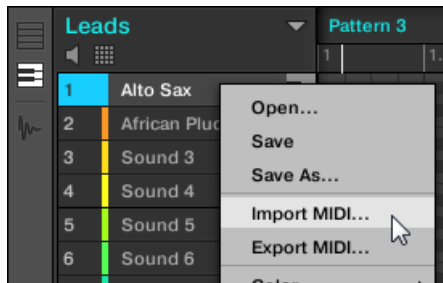 Leads
Pattern 3
1
1.
1 Alto Sax
2 African Pluc
3 Sound 3
4 Sound 4
5 Sound 5
6 Sound 6
Open...
Save
Save As...
Import MIDI...
Export MIDI...